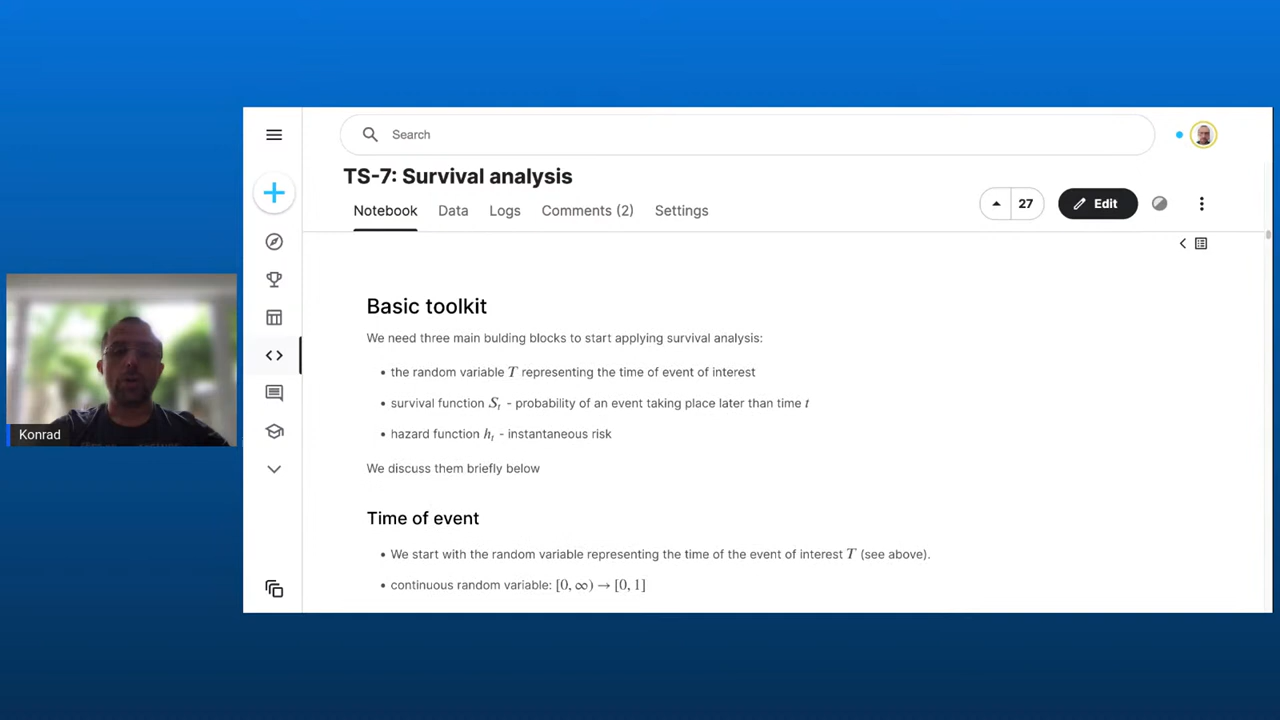 Search
TS-7: Survival analysis
Notebook Data Logs Comments (2) Settings
27
Edit
Basic toolkit
We need three main bulding blocks to start applying survival analysis:
• the random variable T representing the time of event of interest
• survival function Sₜ - probability of an event taking place later than time t
• hazard function hₜ - instantaneous risk
We discuss them briefly below
Time of event
• We start with the random variable representing the time of the event of interest T (see above).
• continuous random variable: [0, ∞) → [0, 1]
Konrad